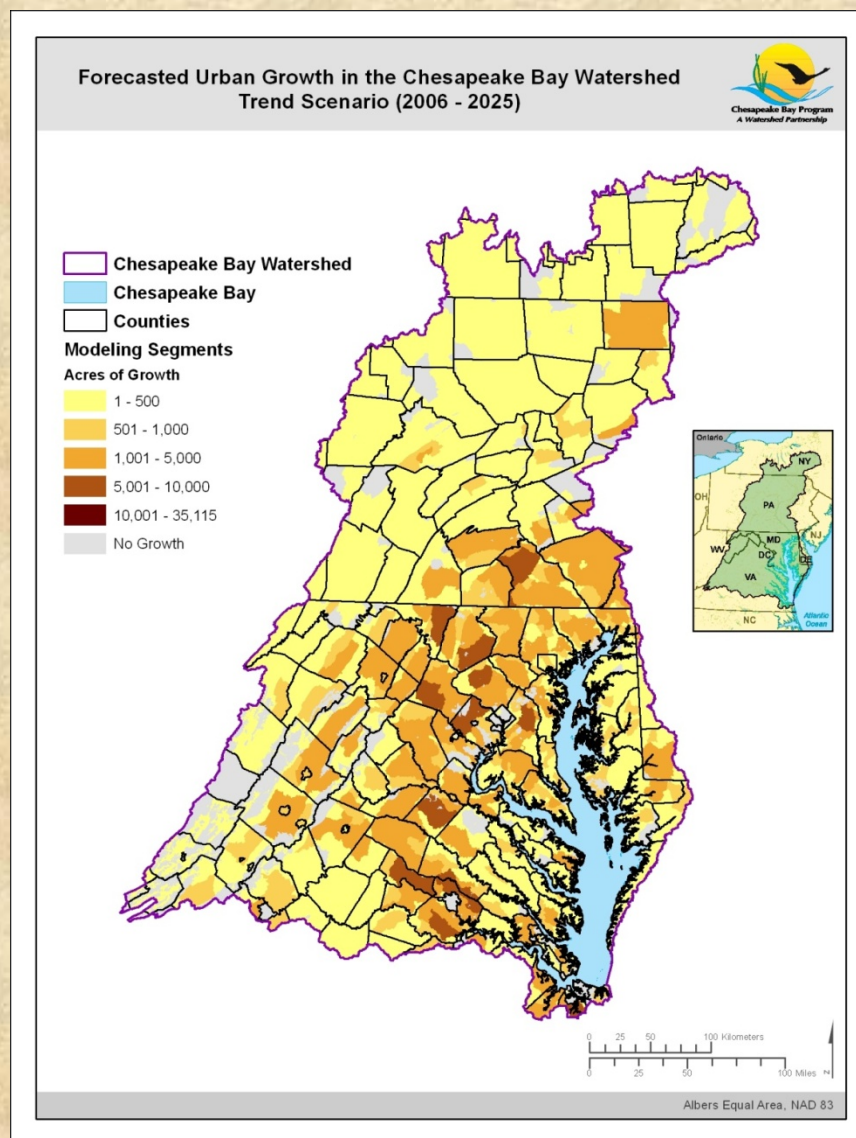 Forecasted Urban Growth in the Chesapeake Bay Watershed
Trend Scenario (2006 - 2025)
Chesapeake Bay Program
A Watershed Partnership
Chesapeake Bay Watershed
Chesapeake Bay
Counties
Modeling Segments
Acres of Growth
1 - 500
501 - 1,000
1,001 - 5,000
5,001 - 10,000
10,001 - 35,115
No Growth
Ontario
NY
PA
OH
NJ
MD
WV
DC
DE
VA
NC
Atlantic
Ocean
0 25 50 100 Kilometers
0 25 50 100 Miles
N
Albers Equal Area, NAD 83